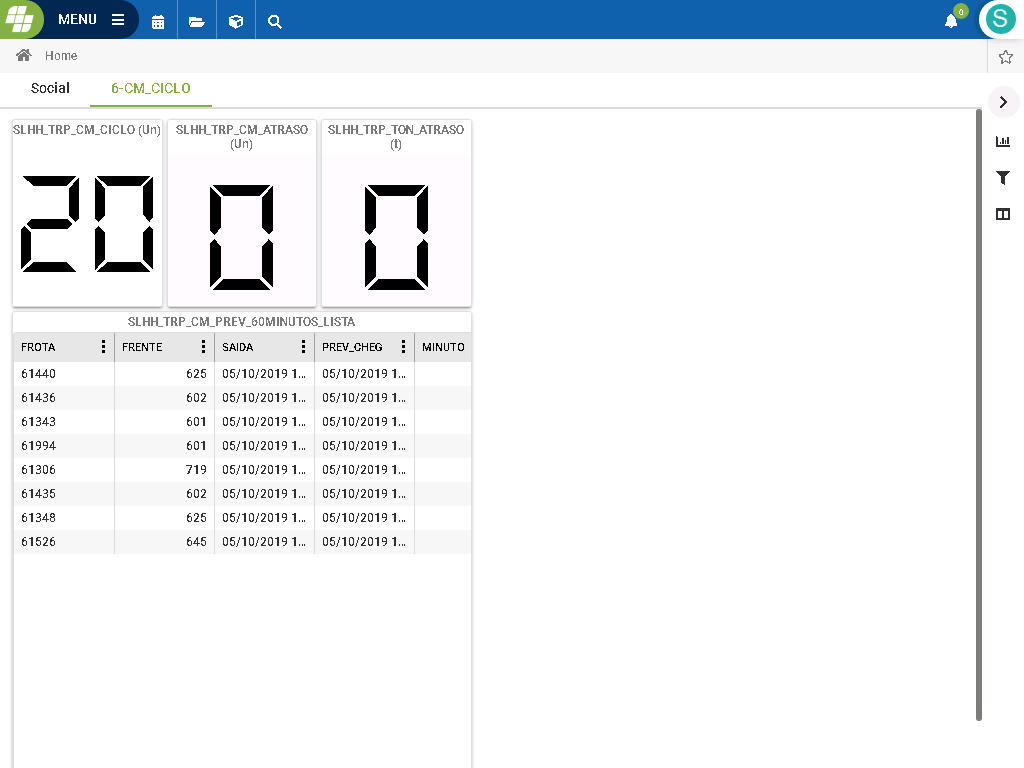 MENU
0
S
Home
Social
6-CM_CICLO
SLHH_TRP_CM_CICLO (Un)
SLHH_TRP_CM_ATRASO
(Un)
SLHH_TRP_TON_ATRASO
(t)
20
0
0
SLHH_TRP_CM_PREV_60MINUTOS_LISTA
FROTA FRENTE SAIDA PREV_CHEG MINUTO
61440 625 05/10/2019 1... 05/10/2019 1...
61436 602 05/10/2019 1... 05/10/2019 1...
61343 601 05/10/2019 1... 05/10/2019 1...
61994 601 05/10/2019 1... 05/10/2019 1...
61306 719 05/10/2019 1... 05/10/2019 1...
61435 602 05/10/2019 1... 05/10/2019 1...
61348 625 05/10/2019 1... 05/10/2019 1...
61526 645 05/10/2019 1... 05/10/2019 1...